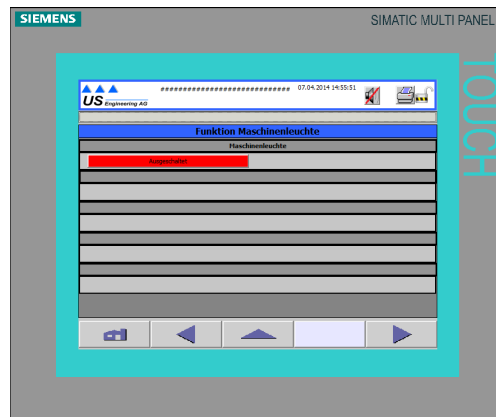 SIEMENS
SIMATIC MULTI PANEL
TOUCH
US Engineering AG
##############################
07.04.2014 14:55:51
Funktion Maschinenleuchte
Maschinenleuchte
Ausgeschaltet